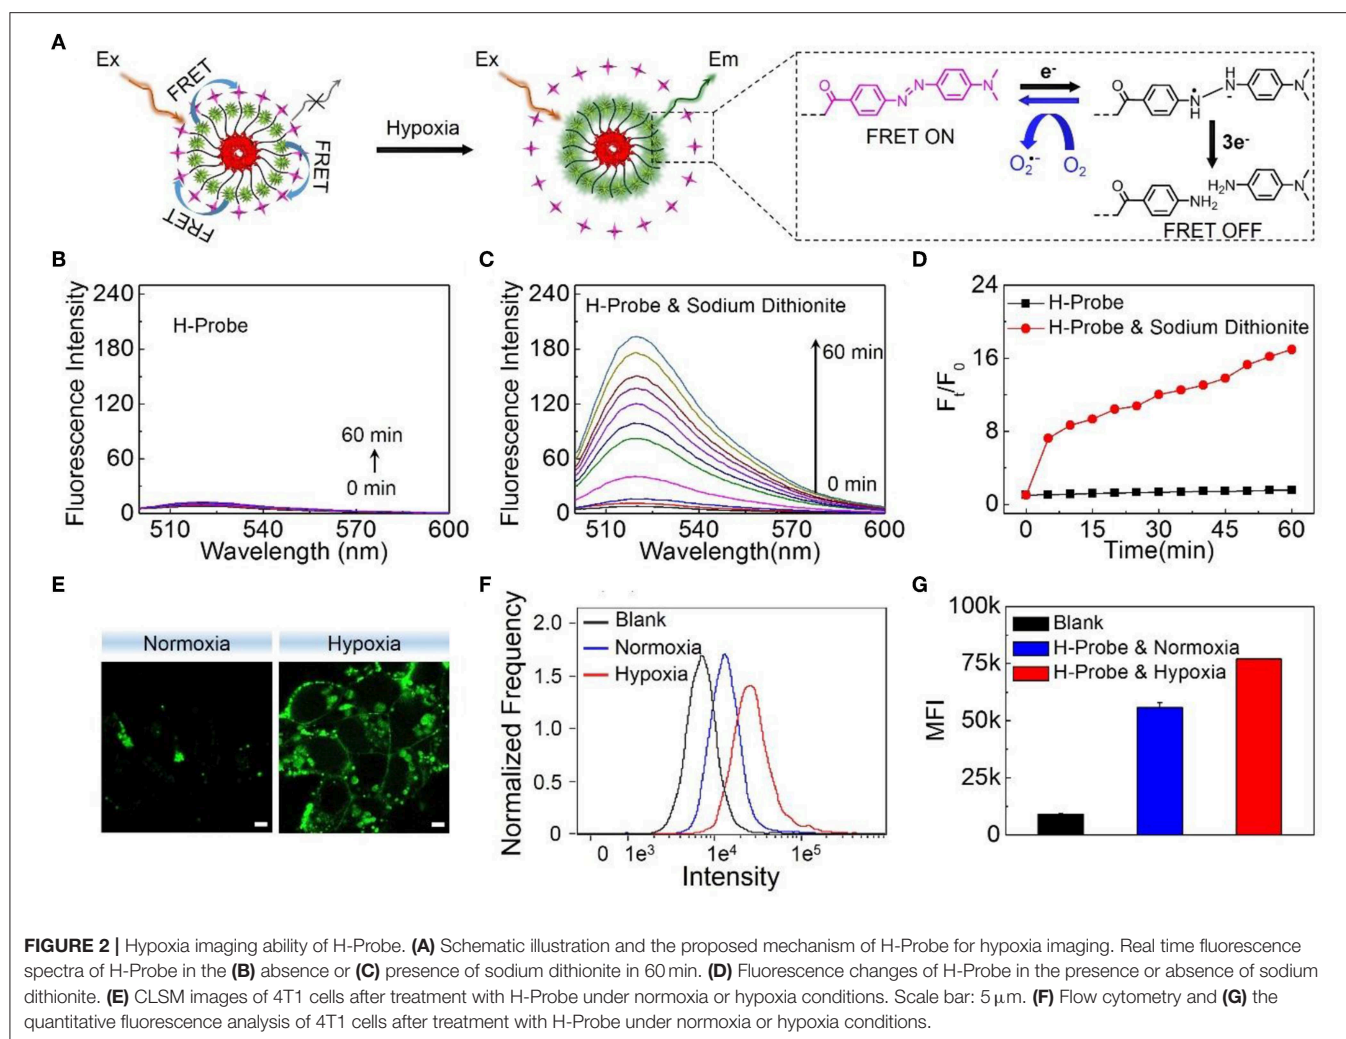 A
Ex
FRET
FRET
FRET
Hypoxia
Ex
Em
O
N
N
N
FRET ON
e-
O2•-
O2
O
N
H
H
N
N
3e-
O
NH2
H2N
N
FRET OFF
B
Fluorescence Intensity
240
180
120
60
0
H-Probe
60 min
0 min
510
540
570
600
Wavelength (nm)
C
Fluorescence Intensity
240
180
120
60
0
H-Probe & Sodium Dithionite
60 min
0 min
510
540
570
600
Wavelength(nm)
D
Ft/F0
24
16
8
0
H-Probe
H-Probe & Sodium Dithionite
0
15
30
45
60
Time(min)
E
Normoxia
Hypoxia
F
Normalized Frequency
2.0
1.5
1.0
0.5
0
Blank
Normoxia
Hypoxia
0
1e3
1e4
1e5
Intensity
G
MFI
100k
75k
50k
25k
0
Blank
H-Probe & Normoxia
H-Probe & Hypoxia
FIGURE 2 | Hypoxia imaging ability of H-Probe. (A) Schematic illustration and the proposed mechanism of H-Probe for hypoxia imaging. Real time fluorescence
spectra of H-Probe in the (B) absence or (C) presence of sodium dithionite in 60 min. (D) Fluorescence changes of H-Probe in the presence or absence of sodium
dithionite. (E) CLSM images of 4T1 cells after treatment with H-Probe under normoxia or hypoxia conditions. Scale bar: 5 μm. (F) Flow cytometry and (G) the
quantitative fluorescence analysis of 4T1 cells after treatment with H-Probe under normoxia or hypoxia conditions.